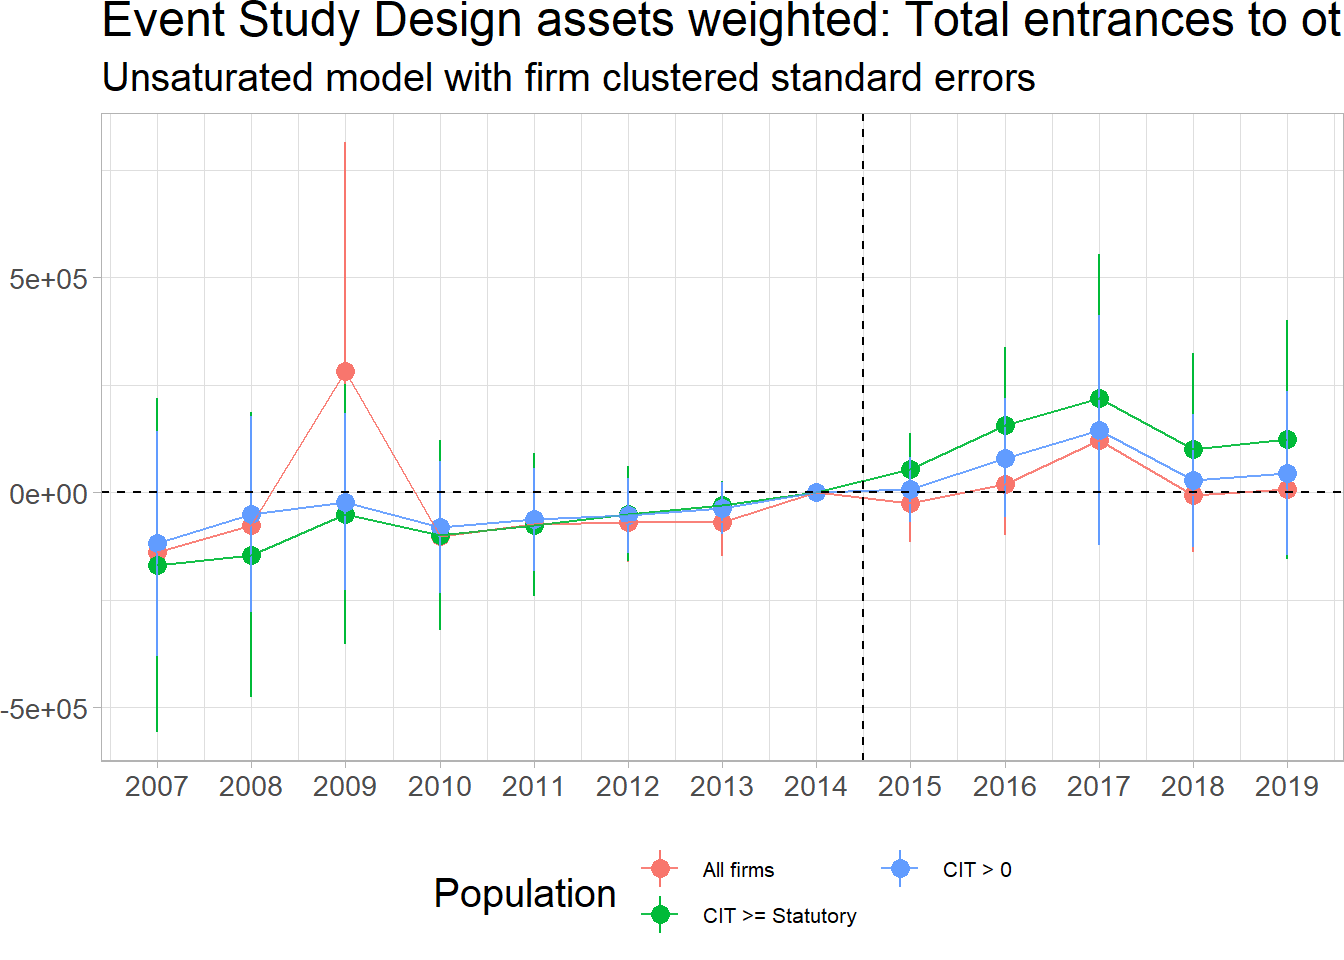 Event Study Design assets weighted: Total entrances to ot
Unsaturated model with firm clustered standard errors
5e+05
0e+00
-5e+05
2007 2008 2009 2010 2011 2012 2013 2014 2015 2016 2017 2018 2019
Population
All firms
CIT > 0
CIT >= Statutory